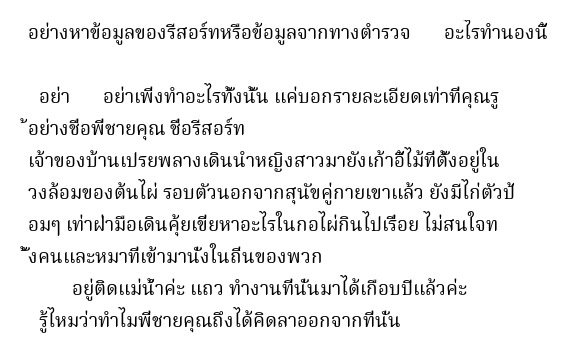 อย่างหาข้อมูลของรีสอร์ทหรือข้อมูลจากทางตำรวจ อะไรทำนองนี้
อย่า อย่าเพิ่งทำอะไรทั้งนั้น แค่บอกรายละเอียดเท่าที่คุณรู
้อย่างชื่อพี่ชายคุณ ชื่อรีสอร์ท
เจ้าของบ้านเปรยพลางเดินนำหญิงสาวมายังเก้าอี้ไม้ที่ตั้งอยู่ใน
วงล้อมของต้นไผ่ รอบตัวนอกจากสุนัขคู่กายเขาแล้ว ยังมีไก่ตัวป้
อมๆ เท่าฝ่ามือเดินคุ้ยเขี่ยหาอะไรในกอไผ่กินไปเรื่อย ไม่สนใจท
ั้งคนและหมาที่เข้ามานั่งในถิ่นของพวก
อยู่ติดแม่น้ำค่ะ แถว ทำงานที่นั่นมาได้เกือบปีแล้วค่ะ
รู้ไหมว่าทำไมพี่ชายคุณถึงได้คิดลาออกจากที่นั่น